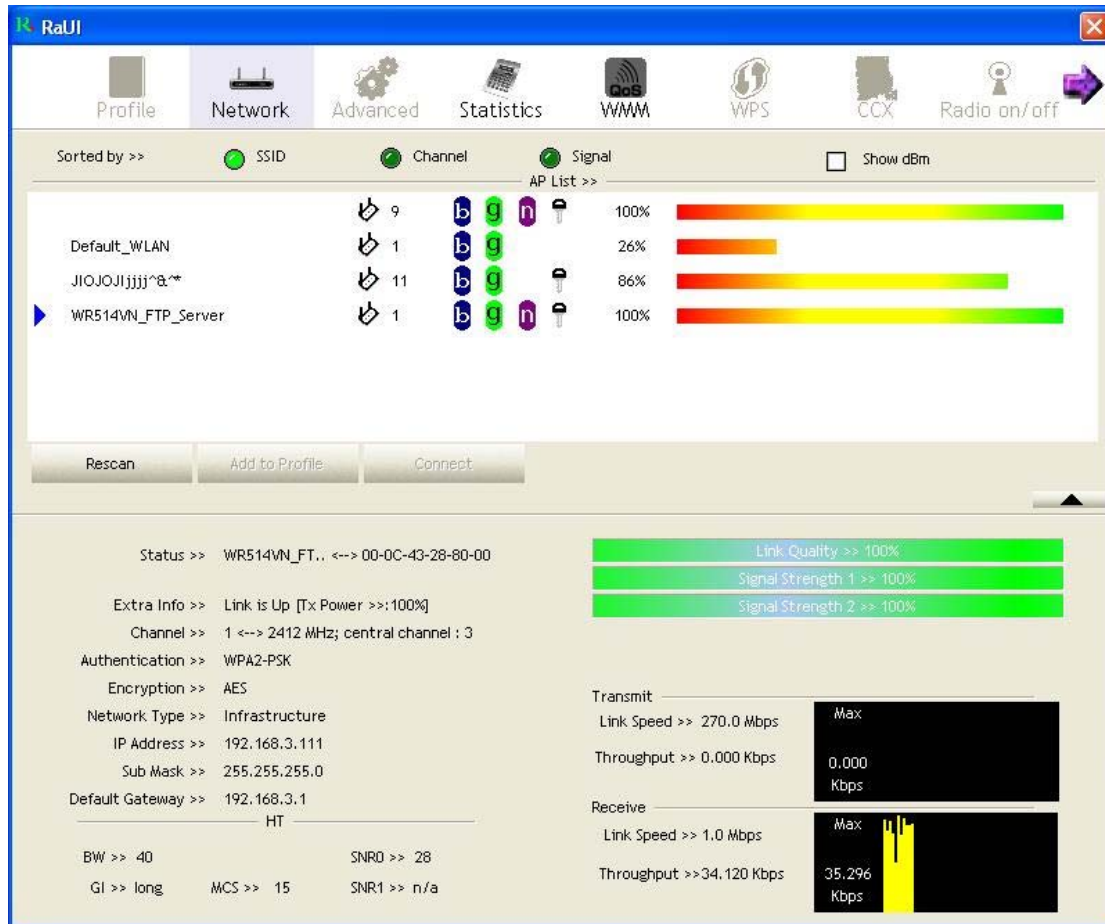 RaUI
Profile Network Advanced Statistics QoS WMM WPS CCX Radio on/off
Sorted by >> SSID Channel Signal Show dBm
AP List >>
9 b g n 100%
Default_WLAN 1 b g 26%
JIOJOJIjjjj^&^* 11 b g 86%
WR514VN_FTP_Server 1 b g n 100%
Rescan Add to Profile Connect
Status >> WR514VN_FT.. <--> 00-0C-43-28-80-00
Extra Info >> Link is Up [Tx Power >>:100%]
Channel >> 1 <--> 2412 MHz; central channel : 3
Authentication >> WPA2-PSK
Encryption >> AES
Network Type >> Infrastructure
IP Address >> 192.168.3.111
Sub Mask >> 255.255.255.0
Default Gateway >> 192.168.3.1
HT
BW >> 40 SNR0 >> 28
GI >> long MCS >> 15 SNR1 >> n/a
Link Quality >> 100%
Signal Strength 1 >> 100%
Signal Strength 2 >> 100%
Transmit
Link Speed >> 270.0 Mbps
Throughput >> 0.000 Kbps
Max
0.000
Kbps
Receive
Link Speed >> 1.0 Mbps
Throughput >>34.120 Kbps
Max
35.296
Kbps